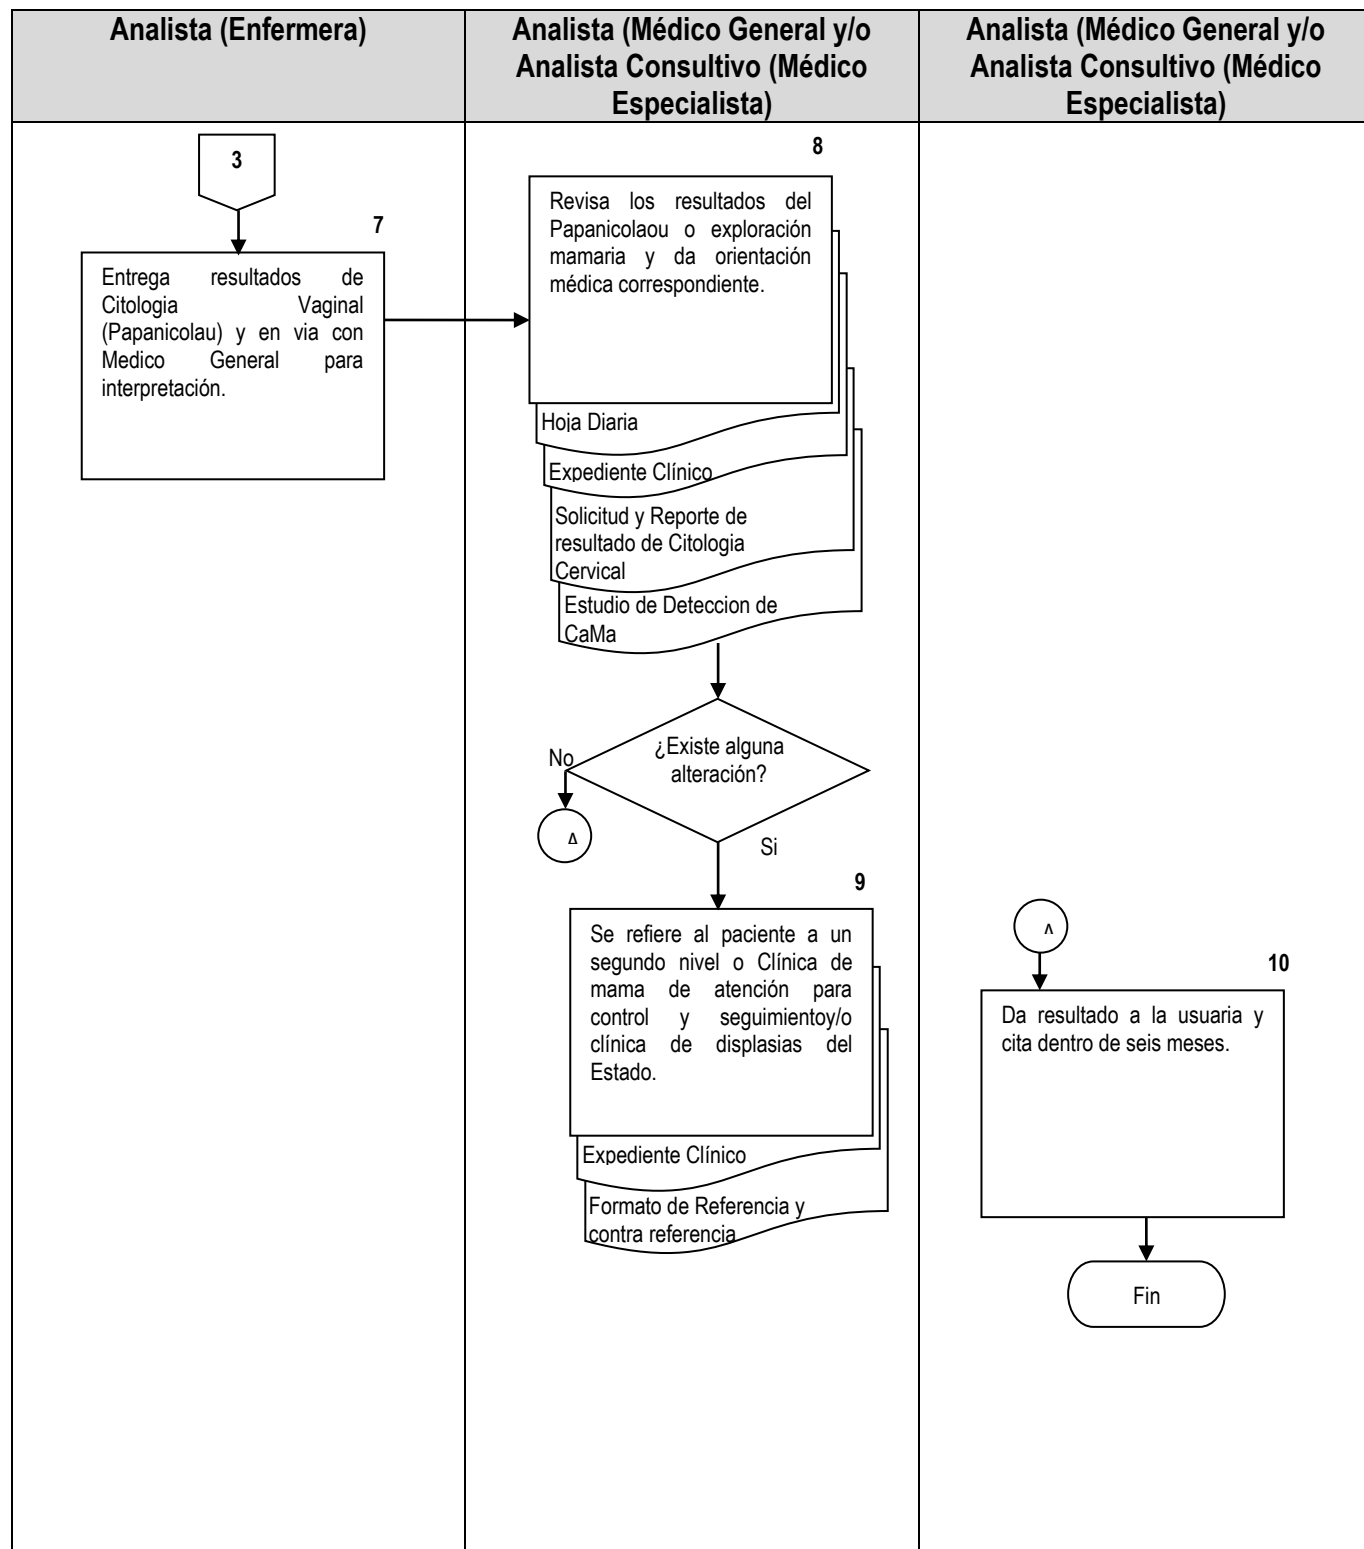 Analista (Enfermera)
Analista (Médico General y/o
Analista Consultivo (Médico
Especialista)
Analista (Médico General y/o
Analista Consultivo (Médico
Especialista)
3
7
Entrega resultados de
Citologia Vaginal
(Papanicolau) y en via con
Medico General para
interpretación.
8
Revisa los resultados del
Papanicolaou o exploración
mamaria y da orientación
médica correspondiente.
Hoja Diaria
Expediente Clínico
Solicitud y Reporte de
resultado de Citologia
Cervical
Estudio de Deteccion de
CaMa
¿Existe alguna
alteración?
No
Si
9
Se refiere al paciente a un
segundo nivel o Clínica de
mama de atención para
control y seguimientoy/o
clínica de displasias del
Estado.
Expediente Clínico
Formato de Referencia y
contra referencia
10
Da resultado a la usuaria y
cita dentro de seis meses.
Fin